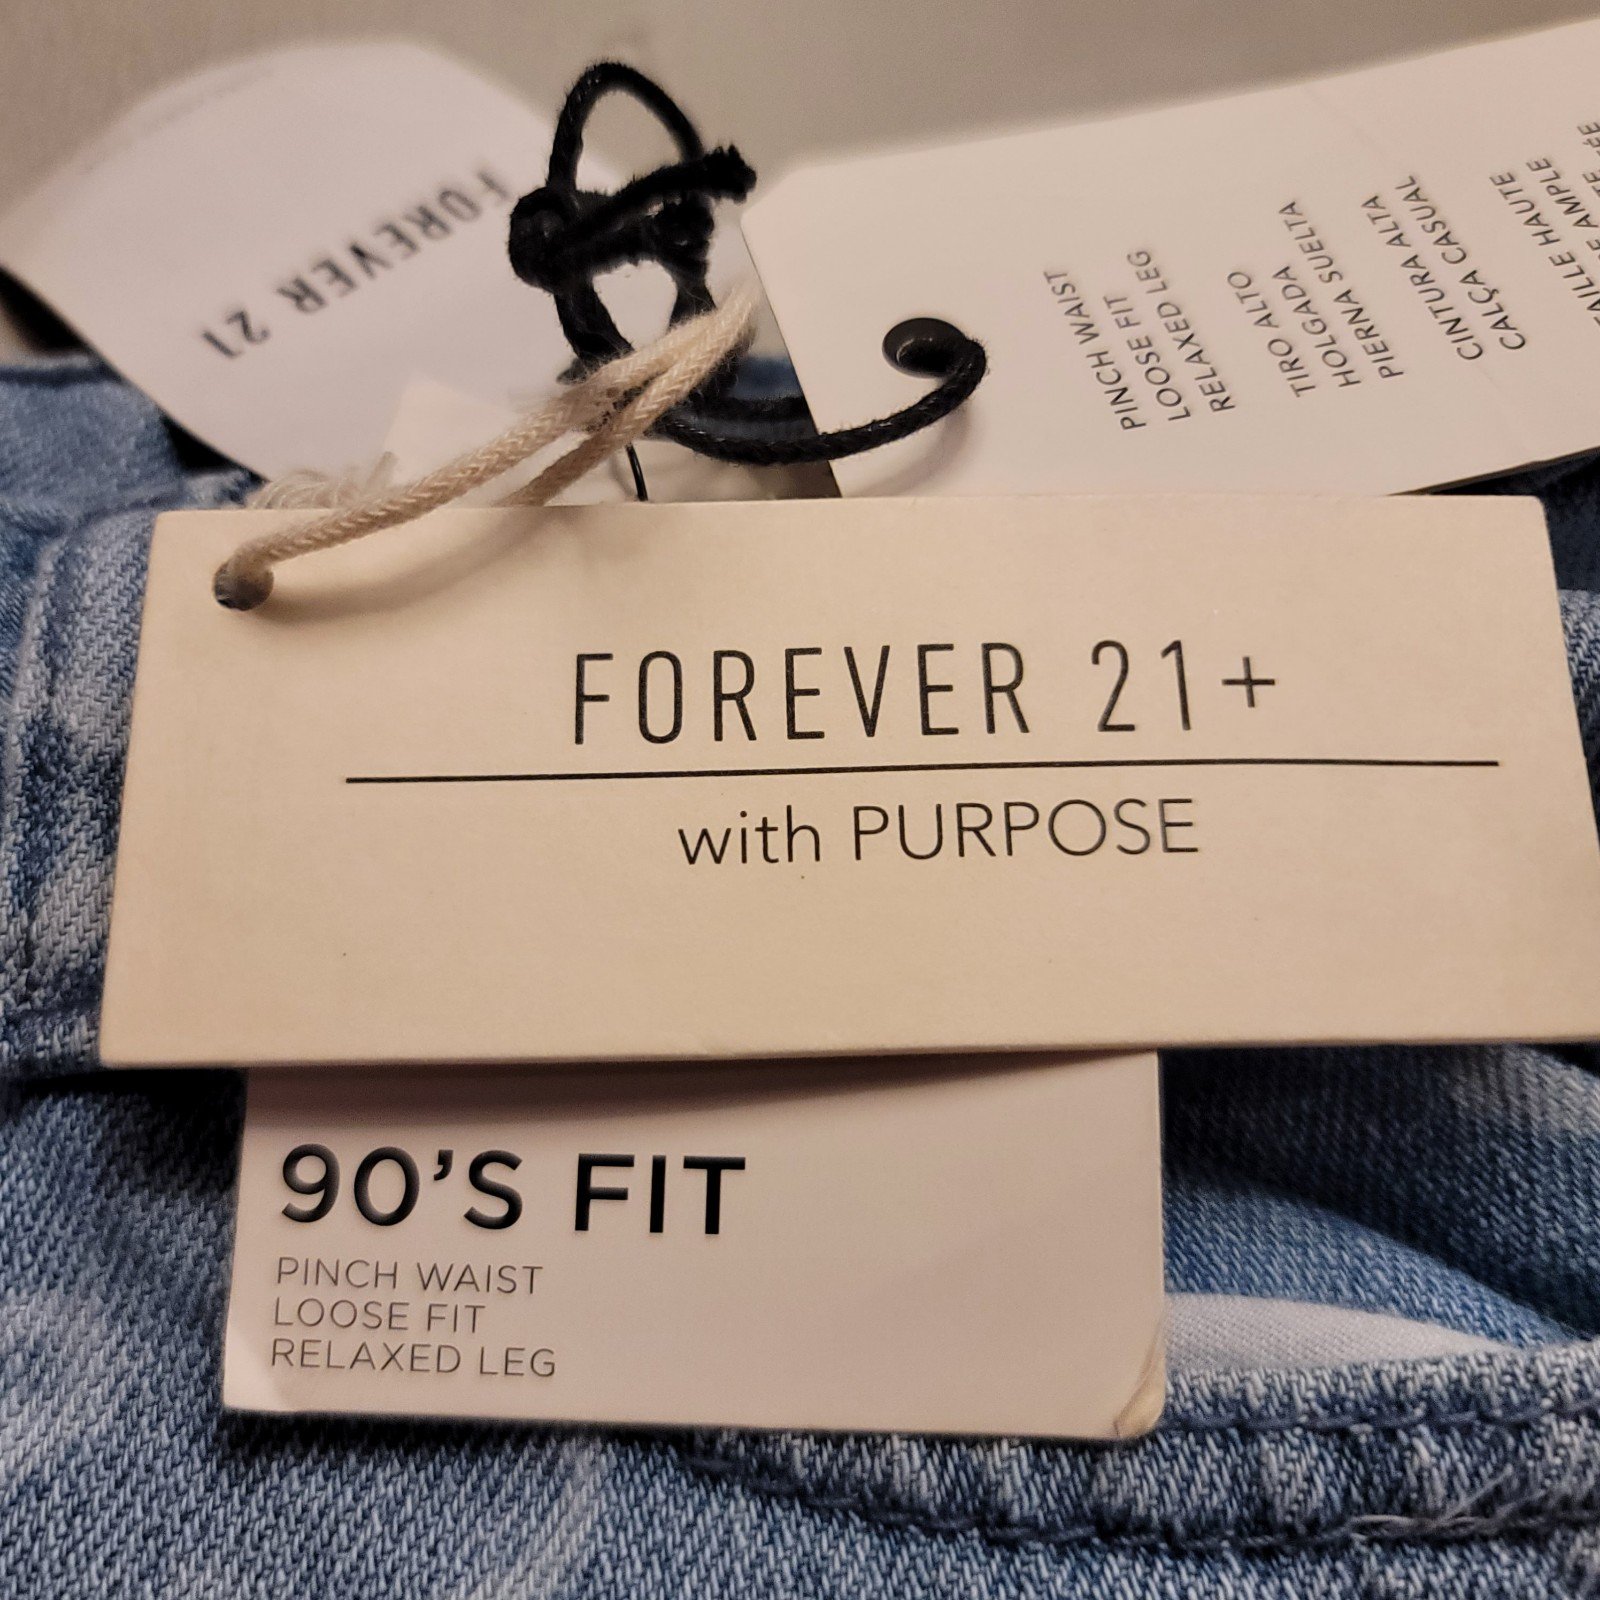 FOREVER 21
PINCH WAIST
LOOSE FIT
RELAXED LEG
TIRO ALTO
HOLGADA
PIERNA SUELTA
CINTURA ALTA
CALÇA CASUAL
HAUTE
AMPLE
FOREVER 21+
with PURPOSE
90'S FIT
PINCH WAIST
LOOSE FIT
RELAXED LEG